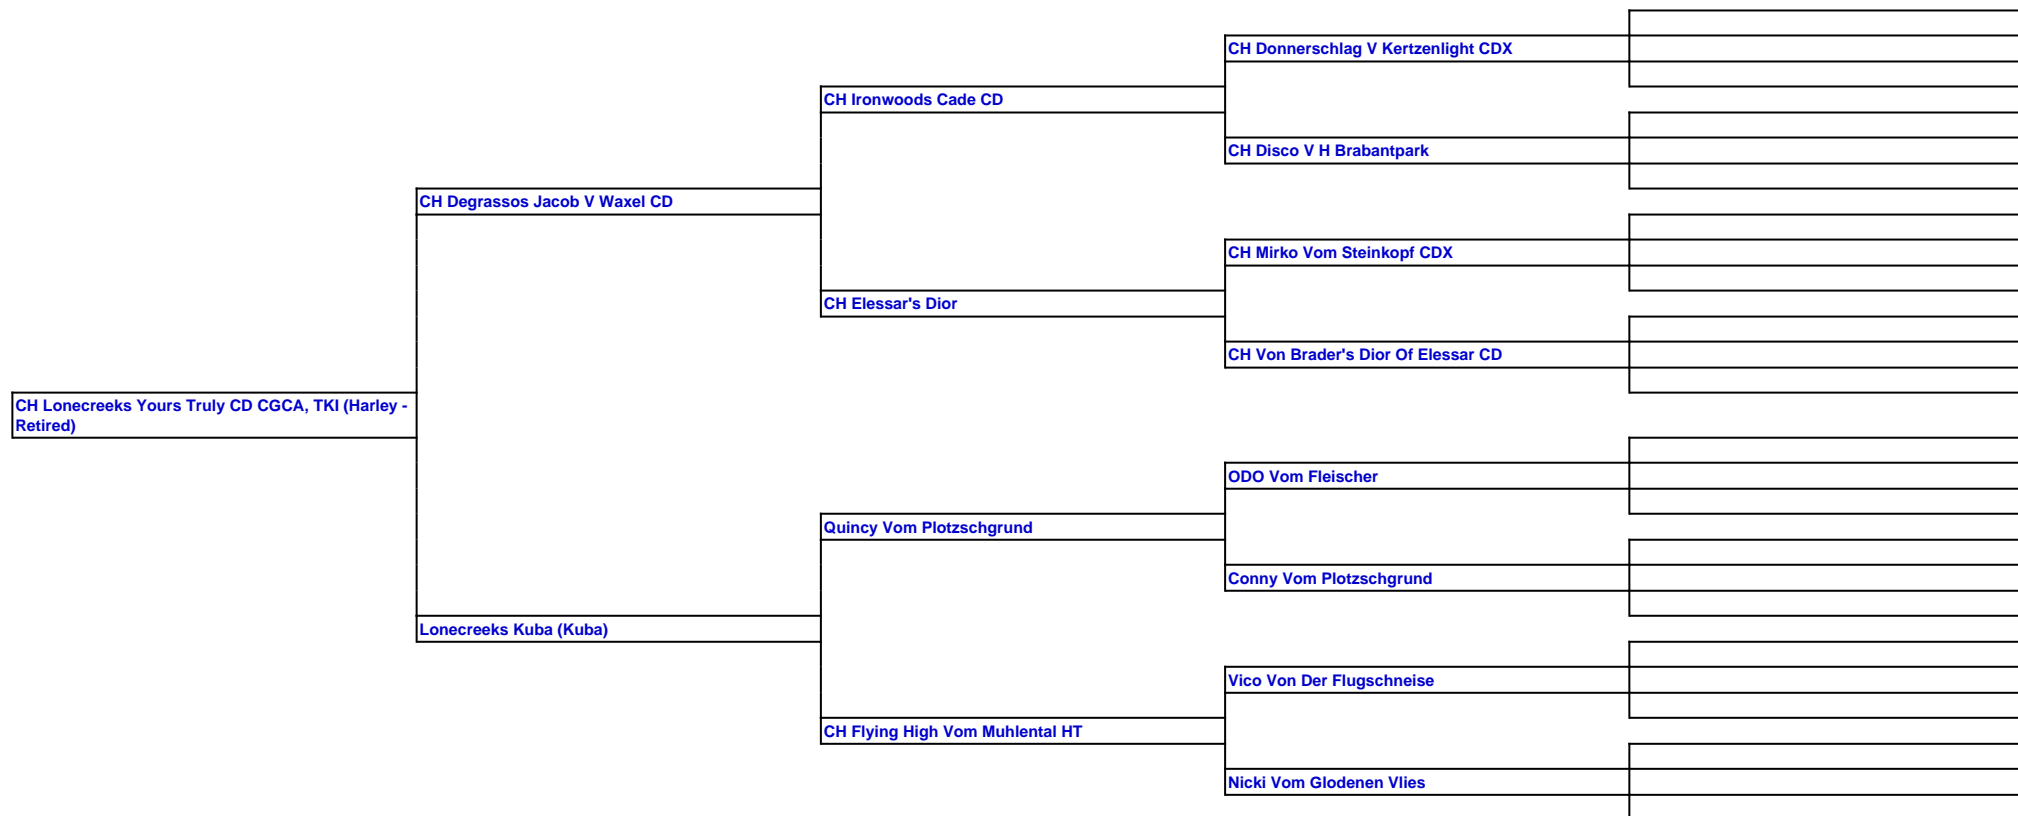 CH Donnerschlag V Kertzenlight CDX
CH Ironwoods Cade CD
CH Disco V H Brabantpark
CH Degrassos Jacob V Waxel CD
CH Mirko Vom Steinkopf CDX
CH Elessar's Dior
CH Von Brader's Dior Of Elessar CD
CH Lonecreeks Yours Truly CD CGCA, TKI (Harley -
Retired)
ODO Vom Fleischer
Quincy Vom Plotzschgrund
Conny Vom Plotzschgrund
Lonecreeks Kuba (Kuba)
Vico Von Der Flugschneise
CH Flying High Vom Muhlental HT
Nicki Vom Glodenen Vlies